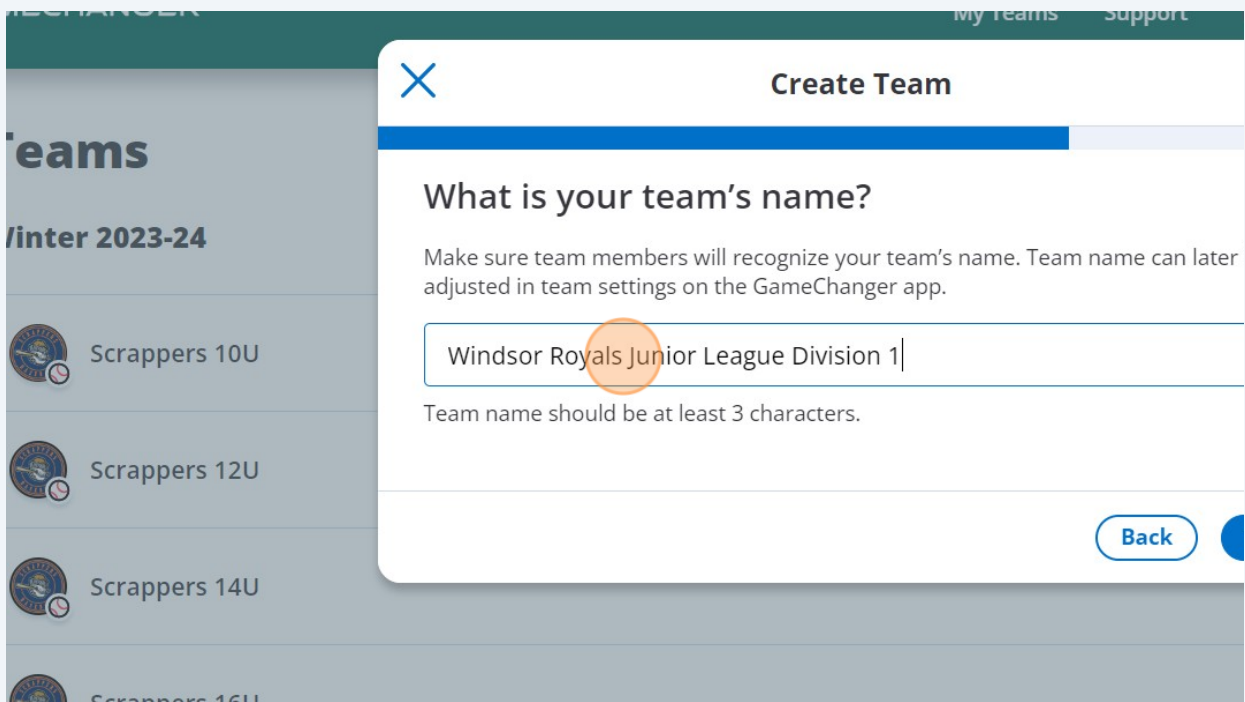 My Teams Support
Create Team
Teams
What is your team's name?
Winter 2023-24
Make sure team members will recognize your team's name. Team name can later
adjusted in team settings on the GameChanger app.
Scrappers 10U
Windsor Royals Junior League Division 1
Team name should be at least 3 characters.
Scrappers 12U
Back
Scrappers 14U
Scrappers 16U